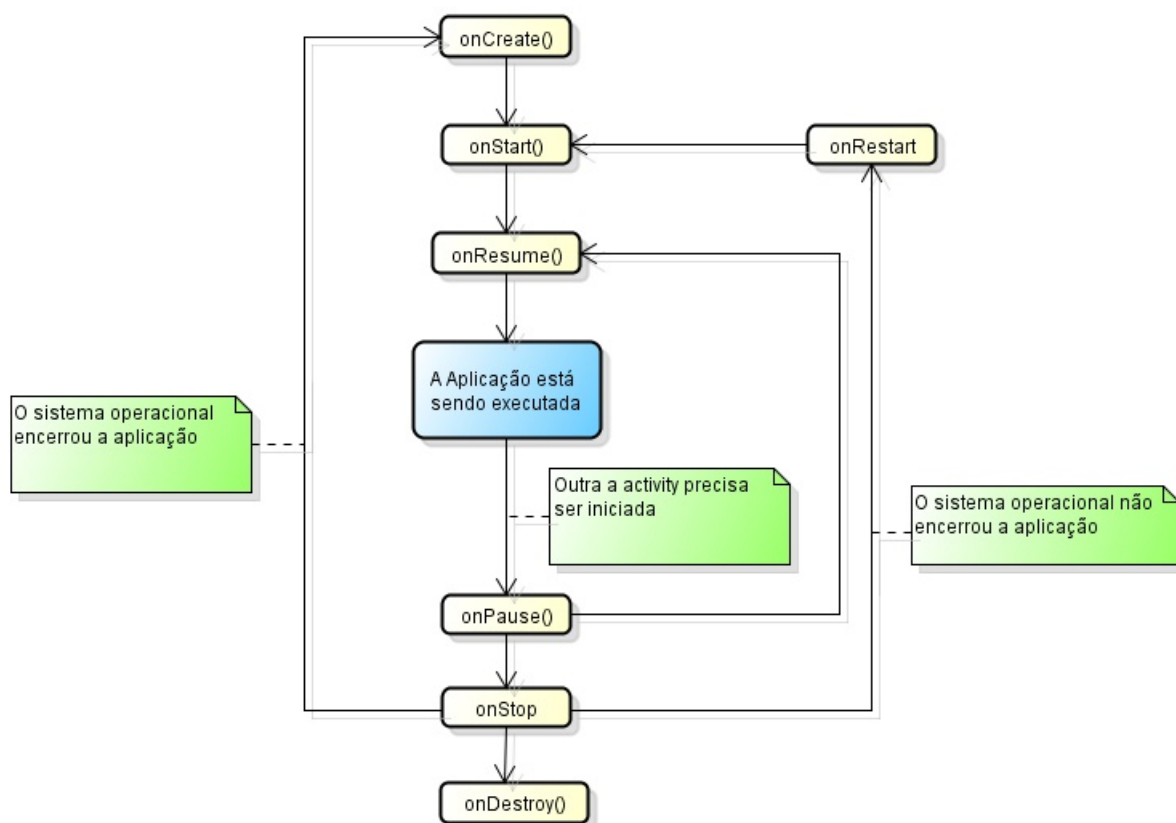 onCreate()
onStart()
onRestart
onResume()
A Aplicação está
sendo executada
O sistema operacional
encerrou a aplicação
Outra a activity precisa
ser iniciada
O sistema operacional não
encerrou a aplicação
onPause()
onStop
onDestroy()